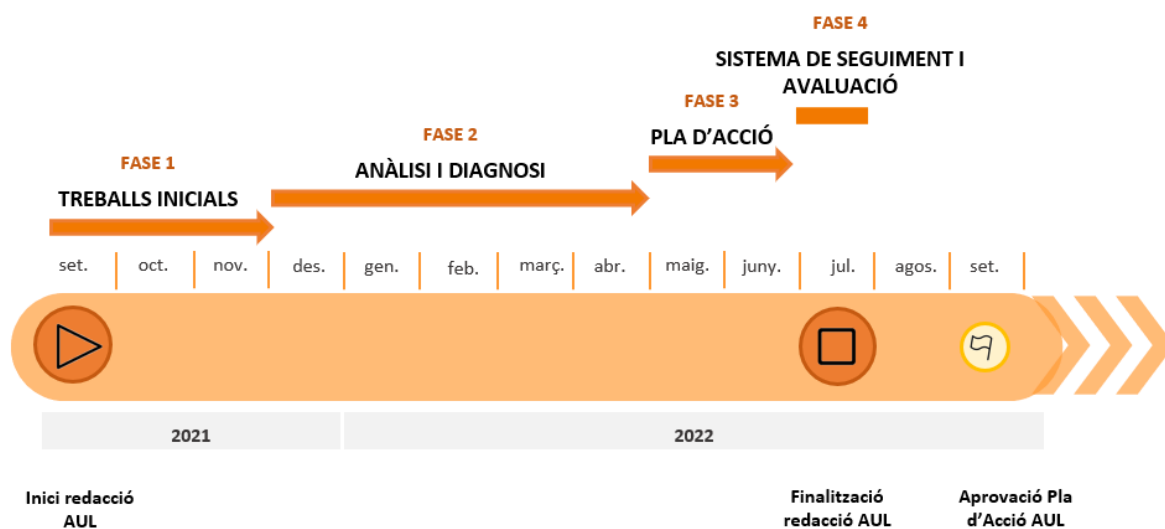 FASE 4
SISTEMA DE SEGUIMENT I
AVALUACIÓ
FASE 3
PLA D'ACCIÓ
FASE 2
ANÀLISI I DIAGNOSI
FASE 1
TREBALLS INICIALS
set. oct. nov. des. gen. feb. març. abr. maig. juny. jul. agos. set.
2021 2022
Inici redacció
AUL
Finalització
redacció AUL
Aprovació Pla
d'Acció AUL